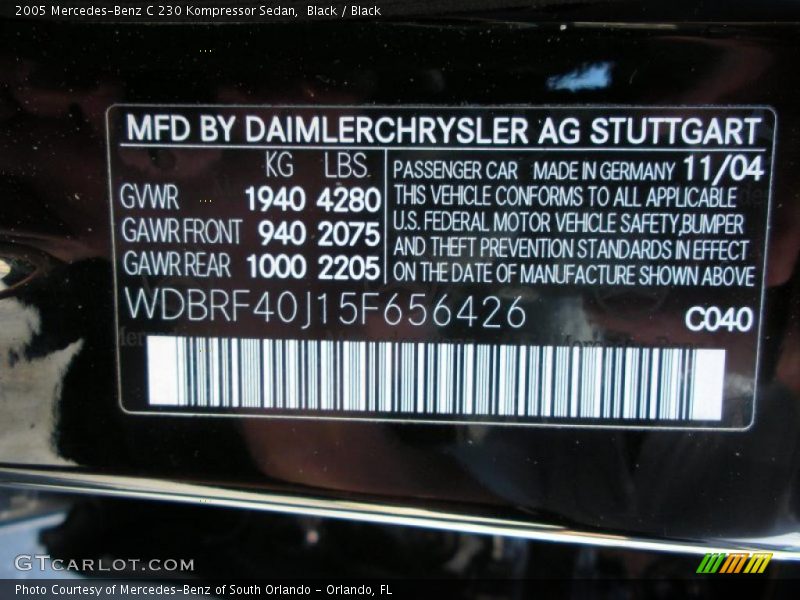 2005 Mercedes-Benz C 230 Kompressor Sedan,  Black / Black
MFD BY DAIMLERCHRYSLER AG STUTTGART
KG LBS.
GVWR 1940 4280
GAWR FRONT 940 2075
GAWR REAR 1000 2205
PASSENGER CAR MADE IN GERMANY 11/04
THIS VEHICLE CONFORMS TO ALL APPLICABLE
U.S. FEDERAL MOTOR VEHICLE SAFETY,BUMPER
AND THEFT PREVENTION STANDARDS IN EFFECT
ON THE DATE OF MANUFACTURE SHOWN ABOVE
WDBRF40J15F656426
C040
GTCARLOT.COM
Photo Courtesy of Mercedes-Benz of South Orlando - Orlando, FL